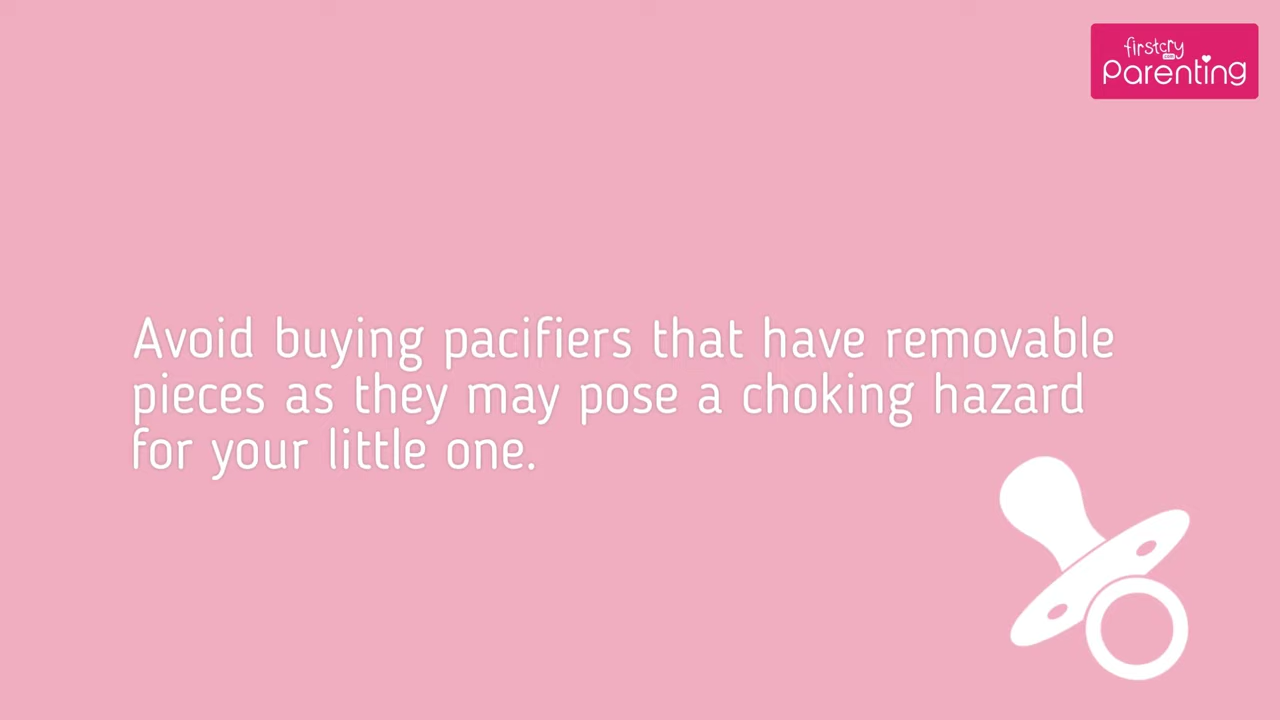 firstcry
.com
Parenting
Avoid buying pacifiers that have removable
pieces as they may pose a choking hazard
for your little one.